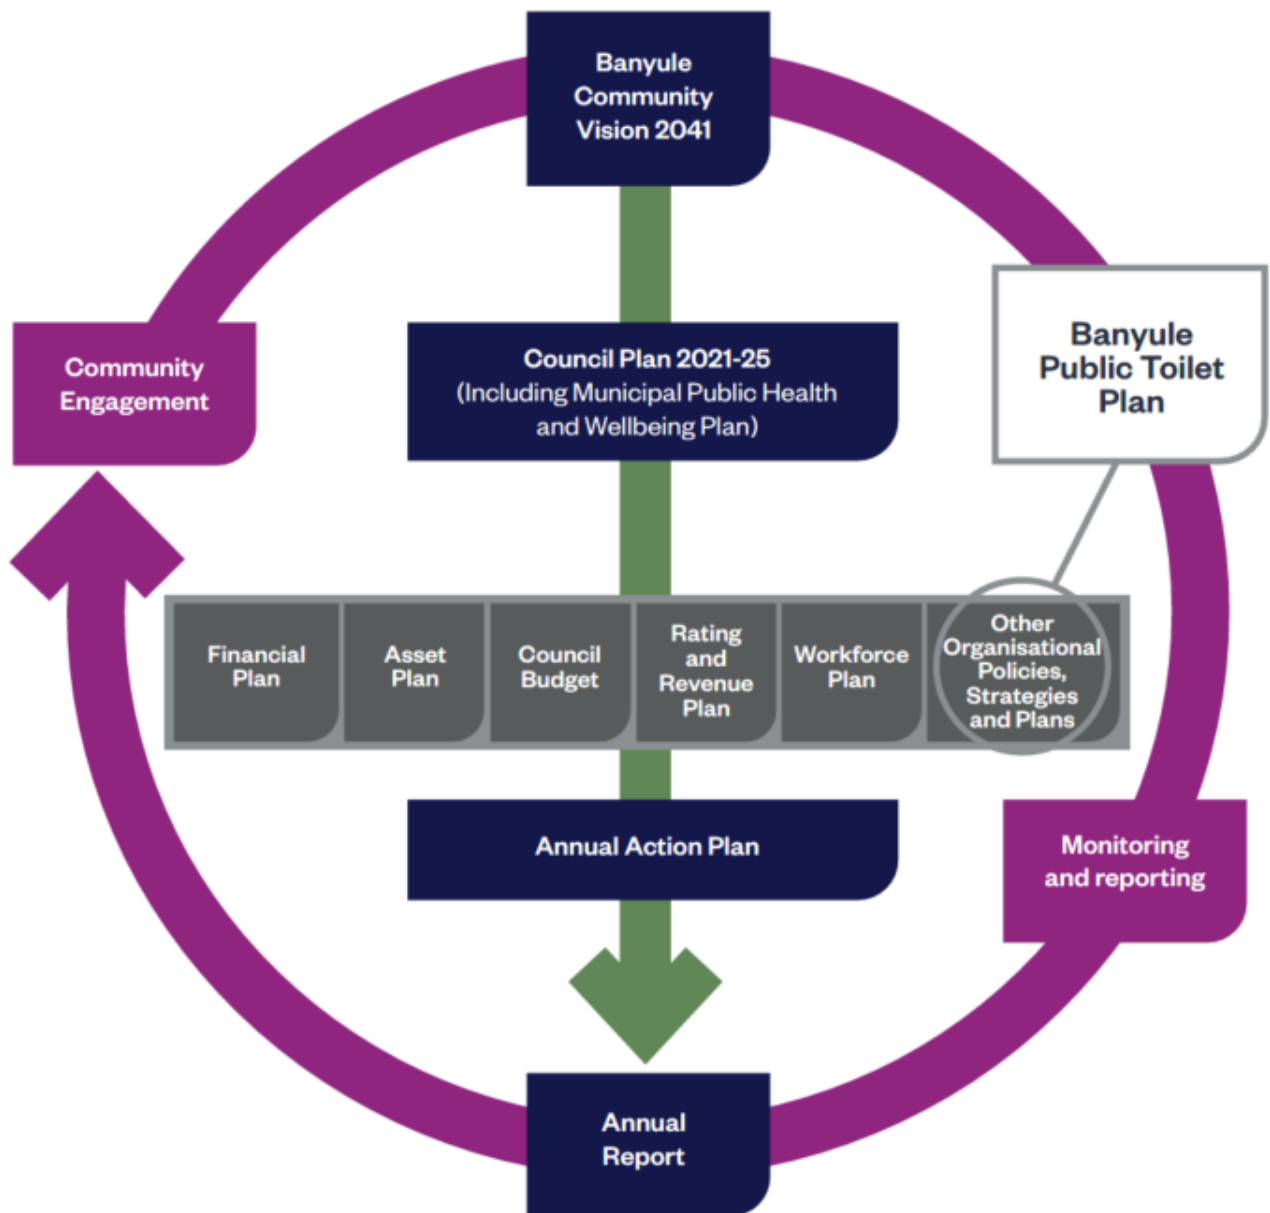 Banyule
Community
Vision 2041
Banyule
Public Toilet
Plan
Community
Engagement
Council Plan 2021-25
(Including Municipal Public Health
and Wellbeing Plan)
Financial
Plan
Asset
Plan
Council
Budget
Rating
and
Revenue
Plan
Workforce
Plan
Other
Organisational
Policies,
Strategies
and Plans
Annual Action Plan
Monitoring
and reporting
Annual
Report